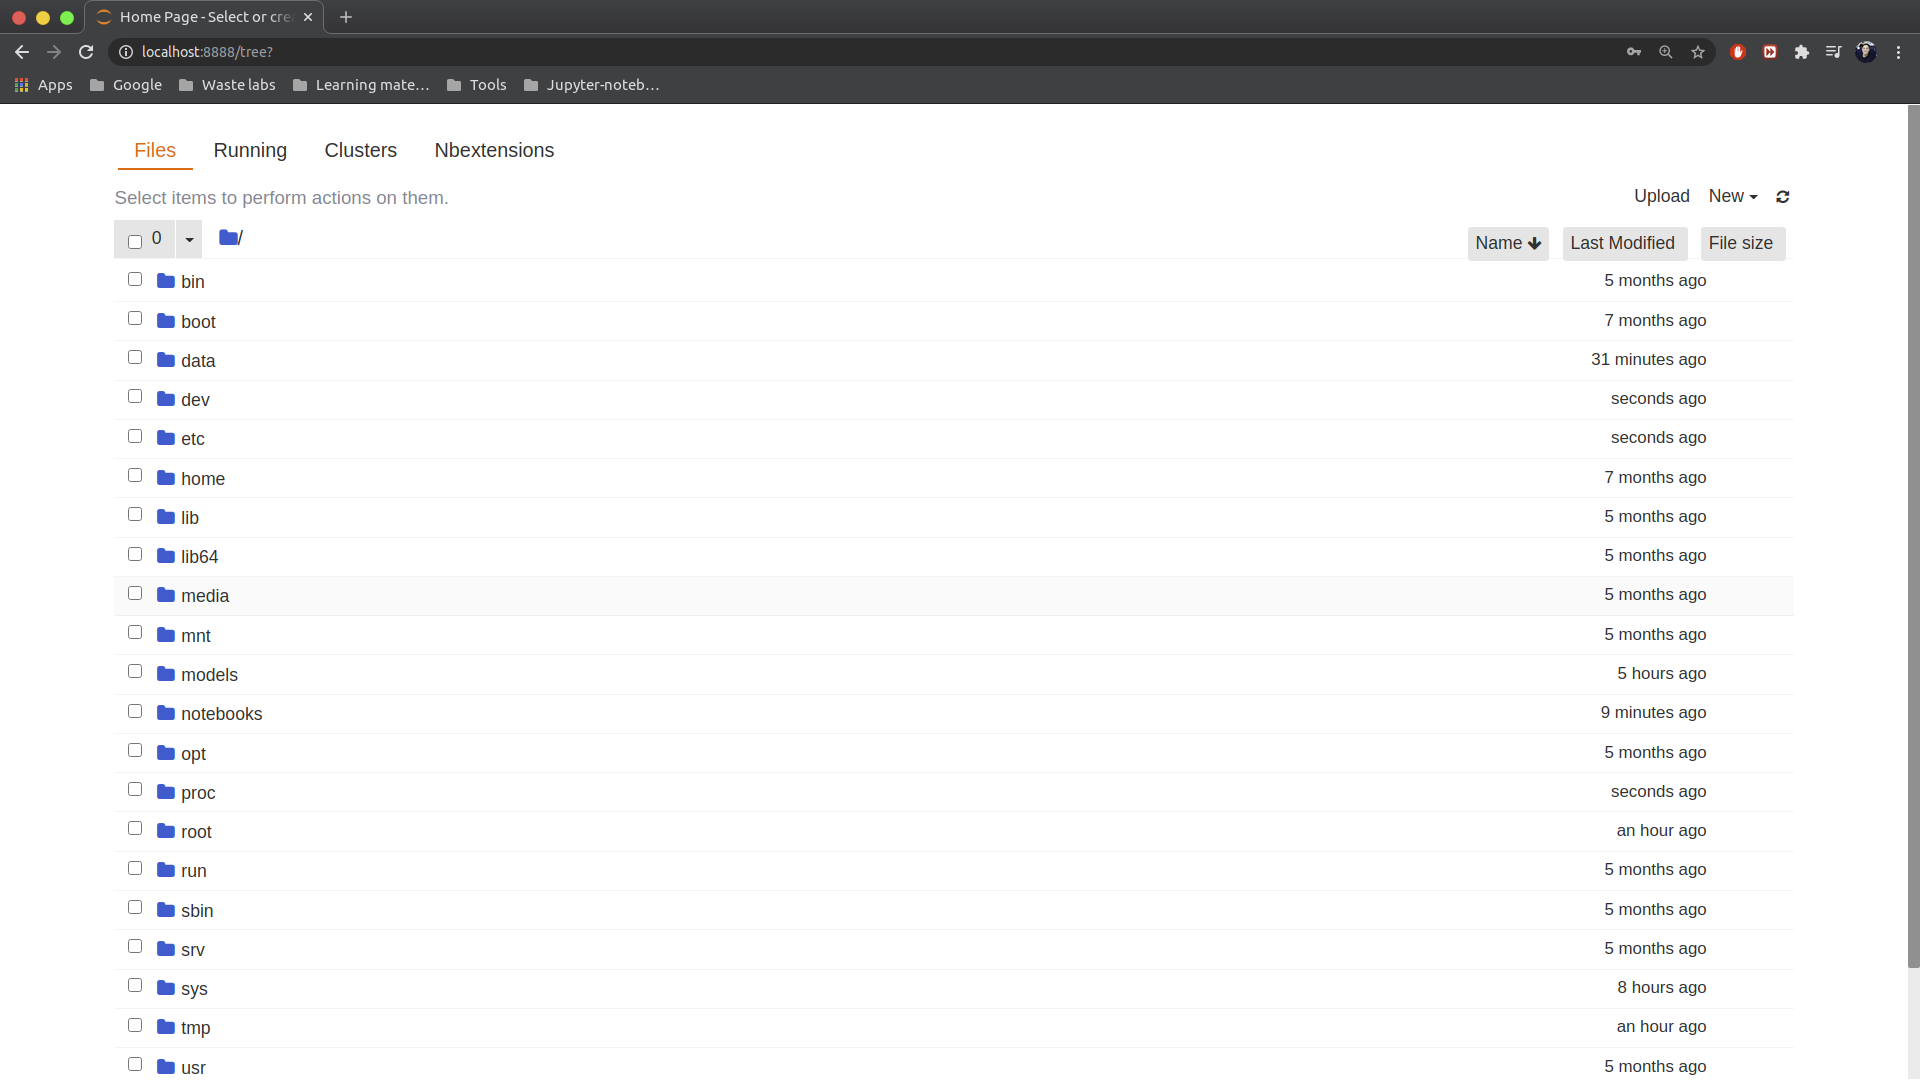 Home Page - Select or cre
localhost:8888/tree?
Apps Google Waste labs Learning mate... Tools Jupyter-noteb...
Files Running Clusters Nbextensions
Select items to perform actions on them. Upload New
0 / Name Last Modified File size
bin 5 months ago
boot 7 months ago
data 31 minutes ago
dev seconds ago
etc seconds ago
home 7 months ago
lib 5 months ago
lib64 5 months ago
media 5 months ago
mnt 5 months ago
models 5 hours ago
notebooks 9 minutes ago
opt 5 months ago
proc seconds ago
root an hour ago
run 5 months ago
sbin 5 months ago
srv 5 months ago
sys 8 hours ago
tmp an hour ago
usr 5 months ago